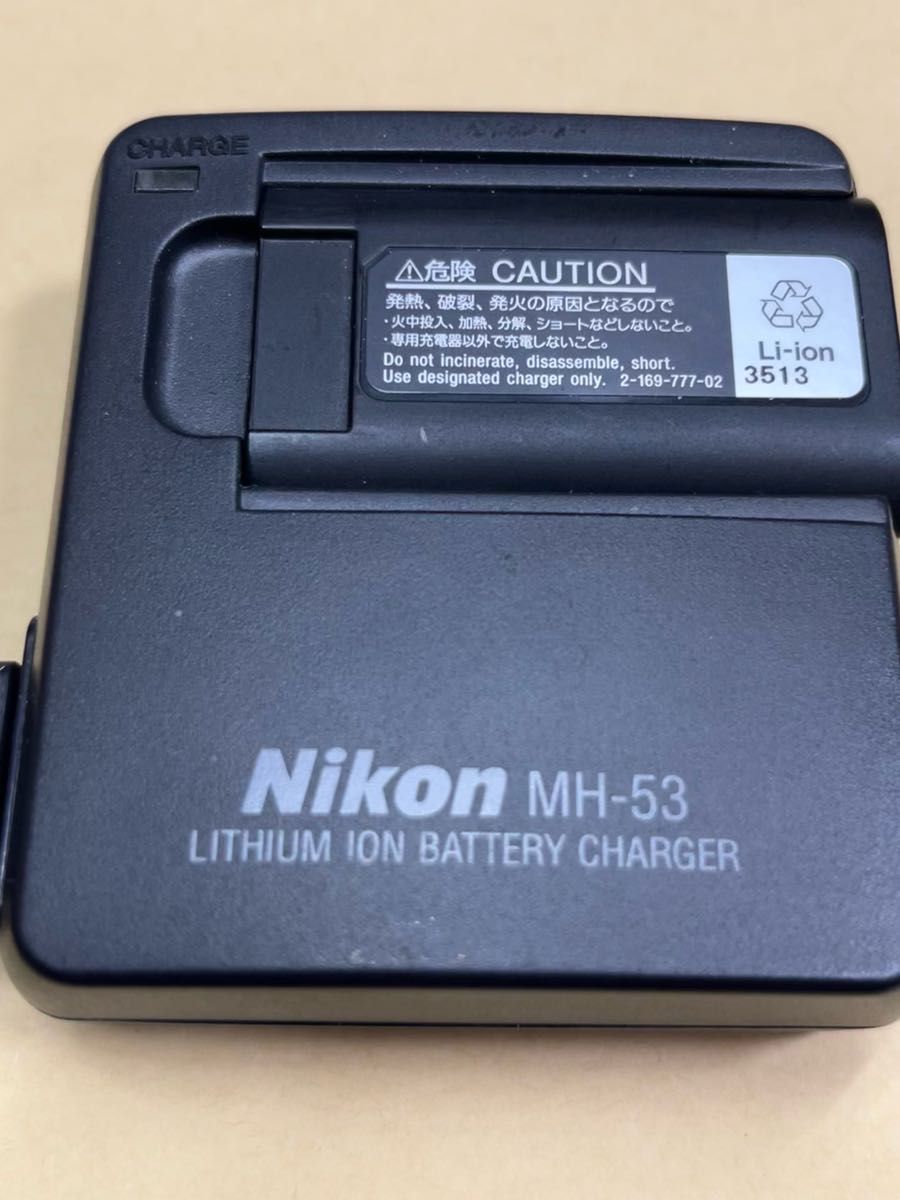 CHARGE
⚠危険 CAUTION
発熱、破裂、発火の原因となるので
・火中投入、加熱、分解、ショートなどしないこと。
・専用充電器以外で充電しないこと。
Do not incinerate, disassemble, short.
Use designated charger only. 2-169-777-02
Li-ion
3513
Nikon MH-53
LITHIUM ION BATTERY CHARGER